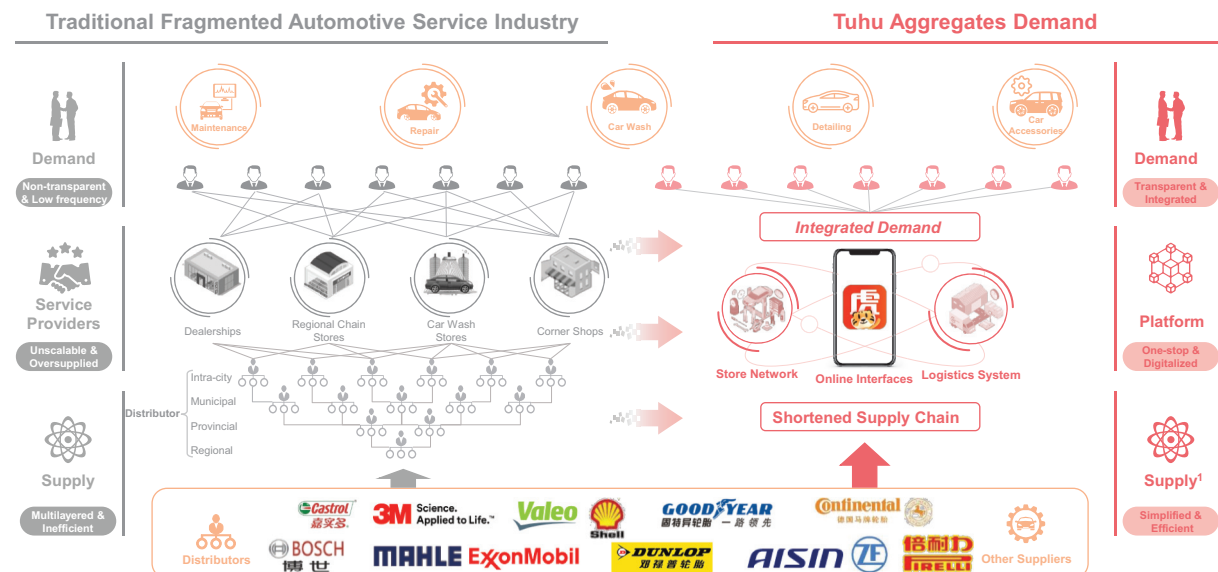 Traditional Fragmented Automotive Service Industry
Tuhu Aggregates Demand
Demand
Non-transparent
& Low frequency
Maintenance
Repair
Car Wash
Detailing
Car
Accessories
Demand
Transparent &
Integrated
Service
Providers
Unscalable &
Oversupplied
Dealerships
Regional Chain
Stores
Car Wash
Stores
Corner Shops
Integrated Demand
虎
Store Network
Online Interfaces
Logistics System
Platform
One-stop &
Digitalized
Distributor
Intra-city
Municipal
Provincial
Regional
Shortened Supply Chain
Supply
Multilayered &
Inefficient
Supply1
Simplified &
Efficient
Distributors
Castrol
嘉实多
3M Science.
Applied to Life.™
Valeo
Shell
GOODYEAR
固特异轮胎 一路领先
Continental
德国马牌轮胎
BOSCH
博世
MAHLE
ExxonMobil
DUNLOP
邓禄普轮胎
AISIN
ZF
倍耐力
PIRELLI
Other Suppliers